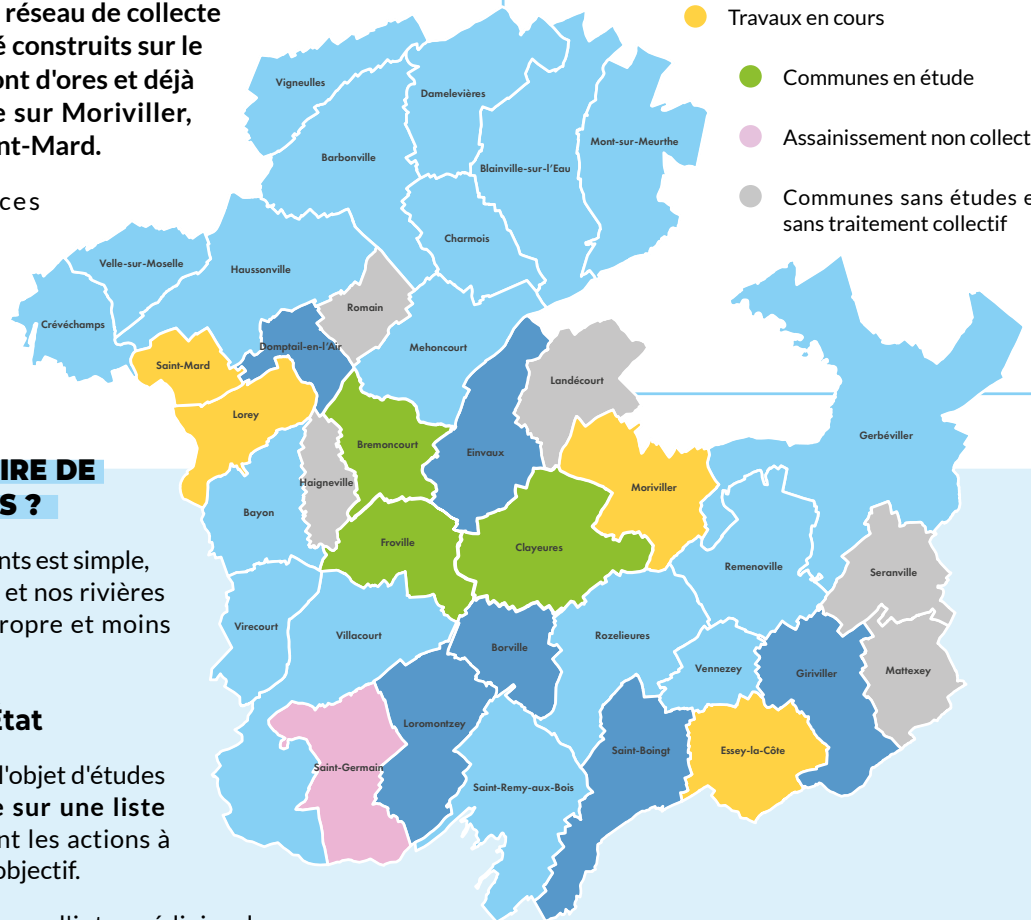 réseau de collecte
construits sur le
ont d'ores et déjà
sur Moriviller,
nt-Mard.
ces
IRE DE
S ?
nts est simple,
et nos rivières
ropre et moins
Etat
l'objet d'études
e sur une liste
nt les actions à
objectif.
Travaux en cours
Communes en étude
Assainissement non collect
Communes sans études e
sans traitement collectif
Vigneulles
Damelevières
Mont-sur-Meurthe
Barbonville
Blainville-sur-l'Eau
Charmois
Velle-sur-Moselle
Haussonville
Romain
Crévéchamps
Domptail-en-l'Air
Mehoncourt
Saint-Mard
Landécourt
Lorey
Gerbéviller
Bremoncourt
Einvaux
Haigneville
Moriviller
Bayon
Froville
Clayeures
Remenoville
Seranville
Virecourt
Villacourt
Rozelieures
Borville
Vennezey
Giriviller
Mattexey
Loromontzey
Saint-Germain
Saint-Boingt
Essey-la-Côte
Saint-Remy-aux-Bois